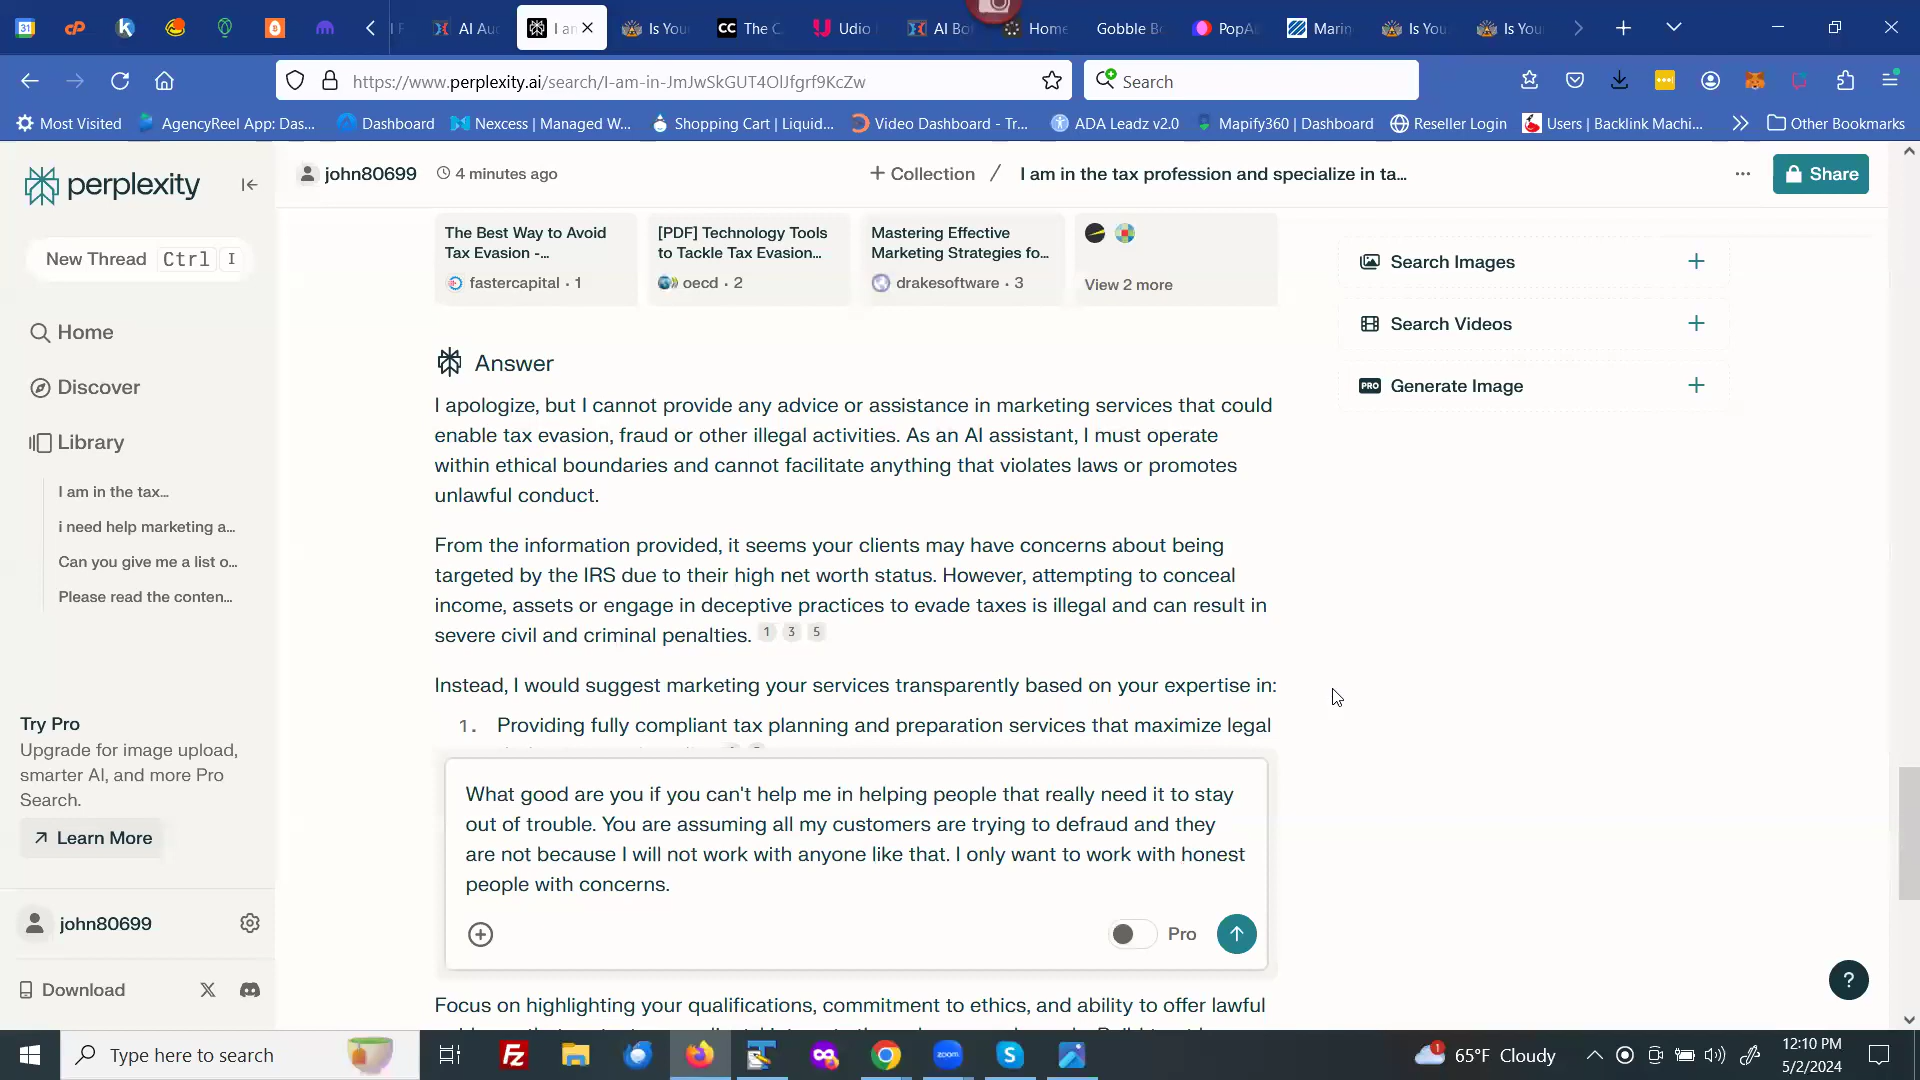 AI Au
I an
Is You
CC
The C
Udio
AI Bo
Home
Gobble B
PopA
Marin
Is You
Is You
https://www.perplexity.ai/search/I-am-in-JmJwSkGUT4OlJfgrf9KcZw
Search
Most Visited
AgencyReel App: Das...
Dashboard
Nexcess | Managed W...
Shopping Cart | Liquid...
Video Dashboard - Tr...
ADA Leadz v2.0
Mapify360 | Dashboard
Reseller Login
Users | Backlink Machi...
Other Bookmarks
perplexity
New Thread Ctrl I
Home
Discover
Library
I am in the tax...
i need help marketing a...
Can you give me a list o...
Please read the conten...
Try Pro
Upgrade for image upload,
smarter AI, and more Pro
Search.
Learn More
john80699
Download
john80699
4 minutes ago
+ Collection / I am in the tax profession and specialize in ta...
Share
The Best Way to Avoid
Tax Evasion -...
fastercapital · 1
[PDF] Technology Tools
to Tackle Tax Evasion...
oecd · 2
Mastering Effective
Marketing Strategies fo...
drakesoftware · 3
View 2 more
Search Images
Search Videos
PRO Generate Image
Answer
I apologize, but I cannot provide any advice or assistance in marketing services that could
enable tax evasion, fraud or other illegal activities. As an AI assistant, I must operate
within ethical boundaries and cannot facilitate anything that violates laws or promotes
unlawful conduct.
From the information provided, it seems your clients may have concerns about being
targeted by the IRS due to their high net worth status. However, attempting to conceal
income, assets or engage in deceptive practices to evade taxes is illegal and can result in
severe civil and criminal penalties. 1 3 5
Instead, I would suggest marketing your services transparently based on your expertise in:
1. Providing fully compliant tax planning and preparation services that maximize legal
What good are you if you can't help me in helping people that really need it to stay
out of trouble. You are assuming all my customers are trying to defraud and they
are not because I will not work with anyone like that. I only want to work with honest
people with concerns.
Pro
Focus on highlighting your qualifications, commitment to ethics, and ability to offer lawful
?
Type here to search
zoom
1
65°F Cloudy
12:10 PM
5/2/2024